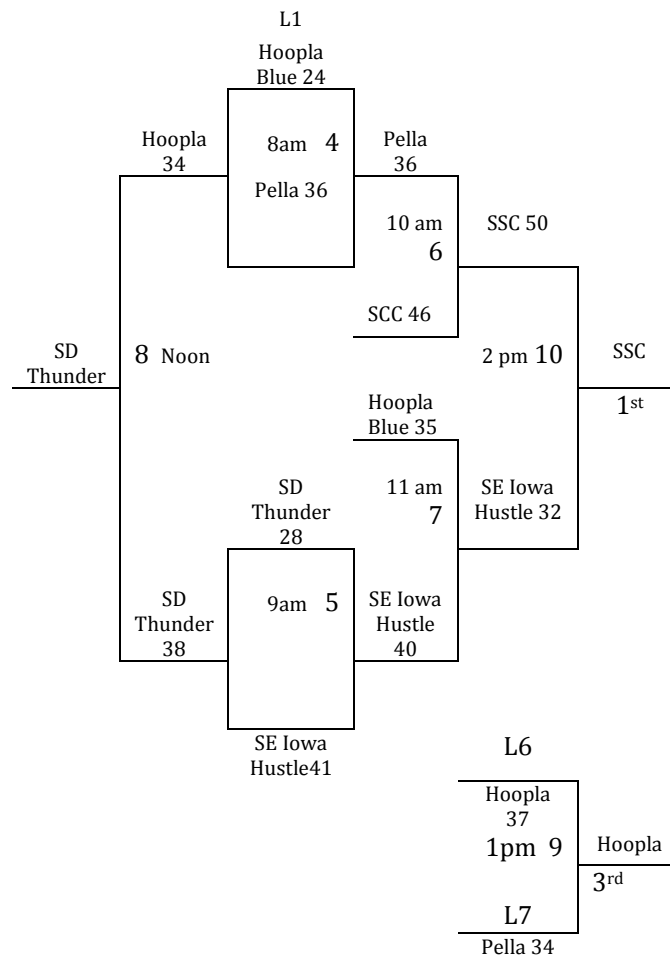 L1
Hoopla
Blue 24
Hoopla
34
8am 4
Pella
36
Pella 36
10 am
6
SSC 50
SCC 46
SD
Thunder
8 Noon
2 pm 10
SSC
1st
Hoopla
Blue 35
11 am
7
SE Iowa
Hustle 32
SD
Thunder
28
SD
Thunder
38
9am 5
SE Iowa
Hustle
40
SE Iowa
Hustle41
L6
Hoopla
37
1pm 9
Hoopla
3rd
L7
Pella 34